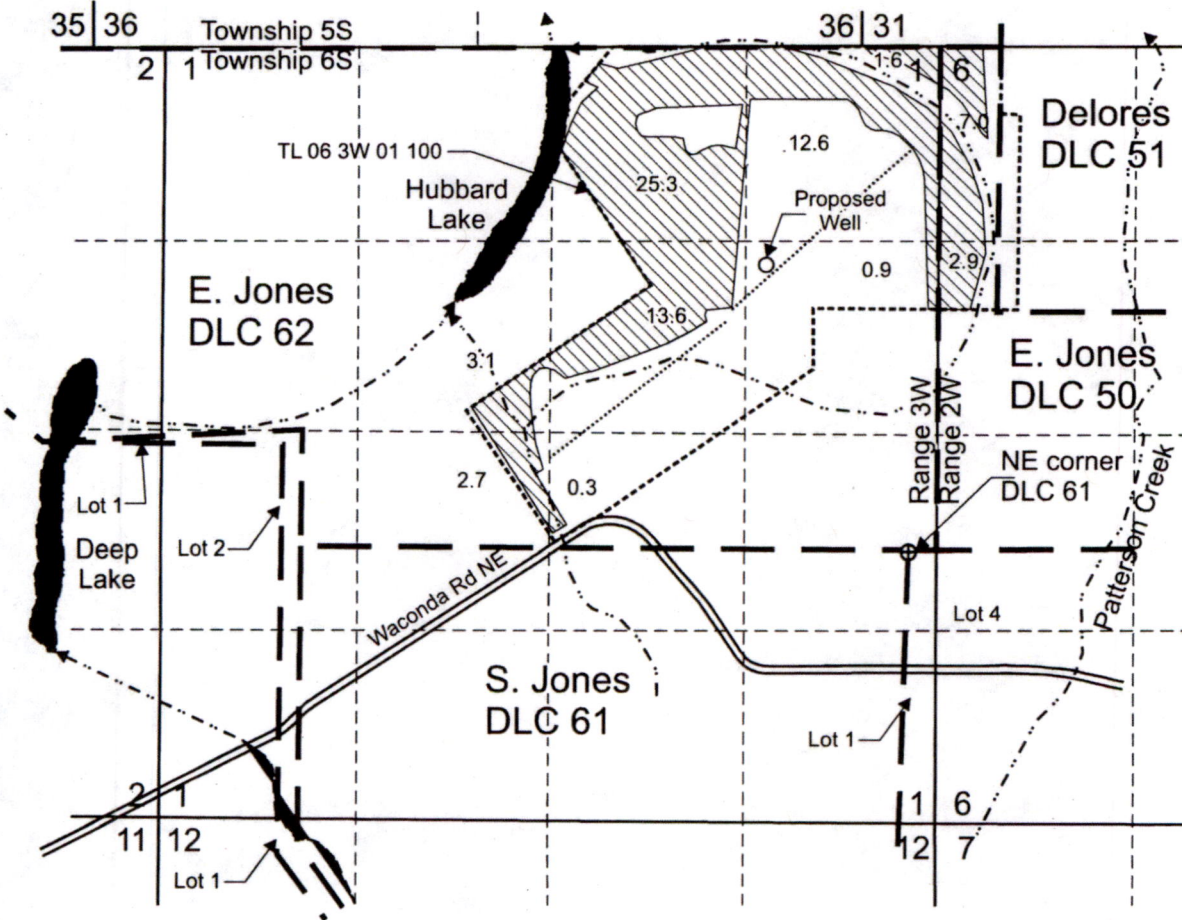 35 36
Township 5S
36 31
2 1
Township 6S
1.6
1 6
7.0
Delores
DLC 51
TL 06 3W 01 100
12.6
Hubbard
Lake
25.3
Proposed
Well
0.9
2.9
E. Jones
DLC 62
13.6
3.1
E. Jones
DLC 50
Range 3W
Range 2W
NE corner
DLC 61
2.7
0.3
Lot 1
Lot 2
Deep
Lake
Patterson Creek
Waconda Rd NE
Lot 4
S. Jones
DLC 61
Lot 1
2 1
1 6
11 12
12 7
Lot 1